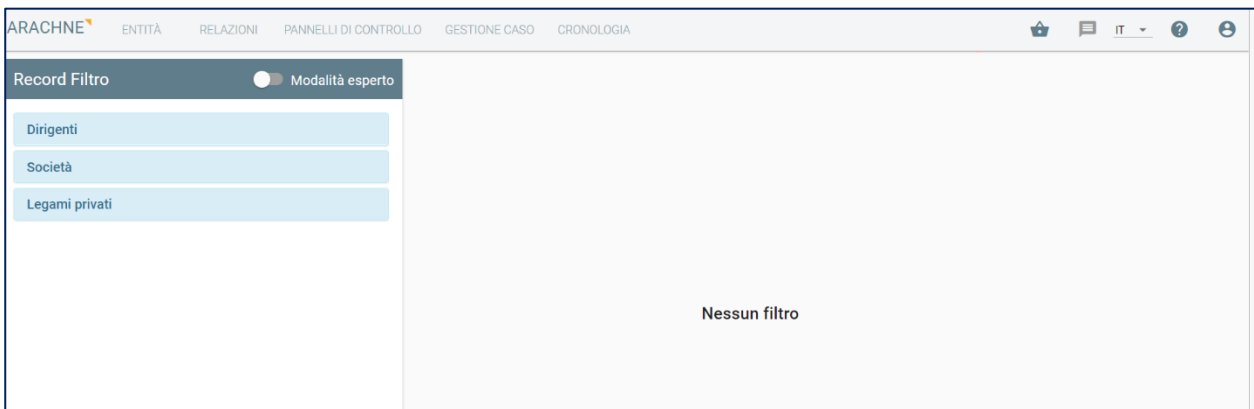 ARACHNE ENTITÀ RELAZIONI PANNELLI DI CONTROLLO GESTIONE CASO CRONOLOGIA IT ?
Record Filtro Modalità esperto
Dirigenti
Società
Legami privati
Nessun filtro